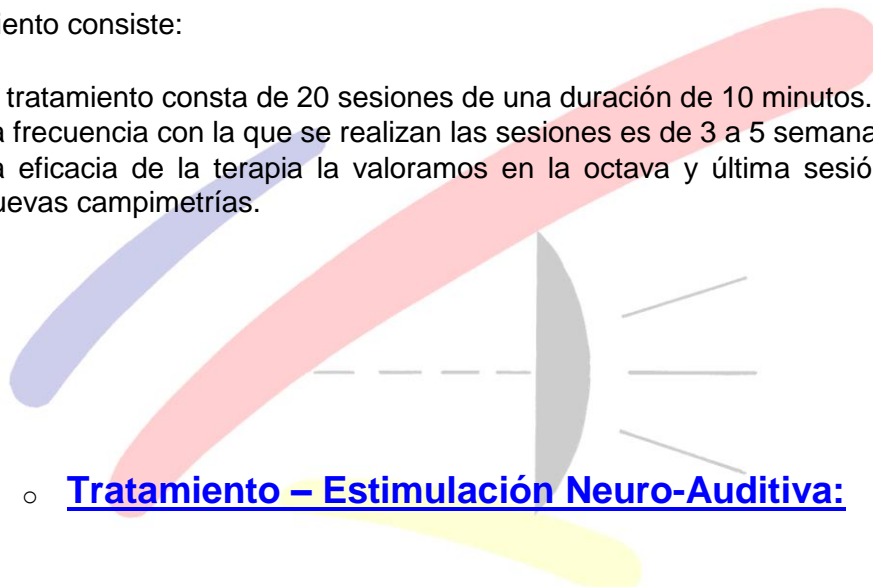 iento consiste:
tratamiento consta de 20 sesiones de una duración de 10 minutos.
a frecuencia con la que se realizan las sesiones es de 3 a 5 semana
a eficacia de la terapia la valoramos en la octava y última sesió
uevas campimetrías.
○ Tratamiento – Estimulación Neuro-Auditiva: